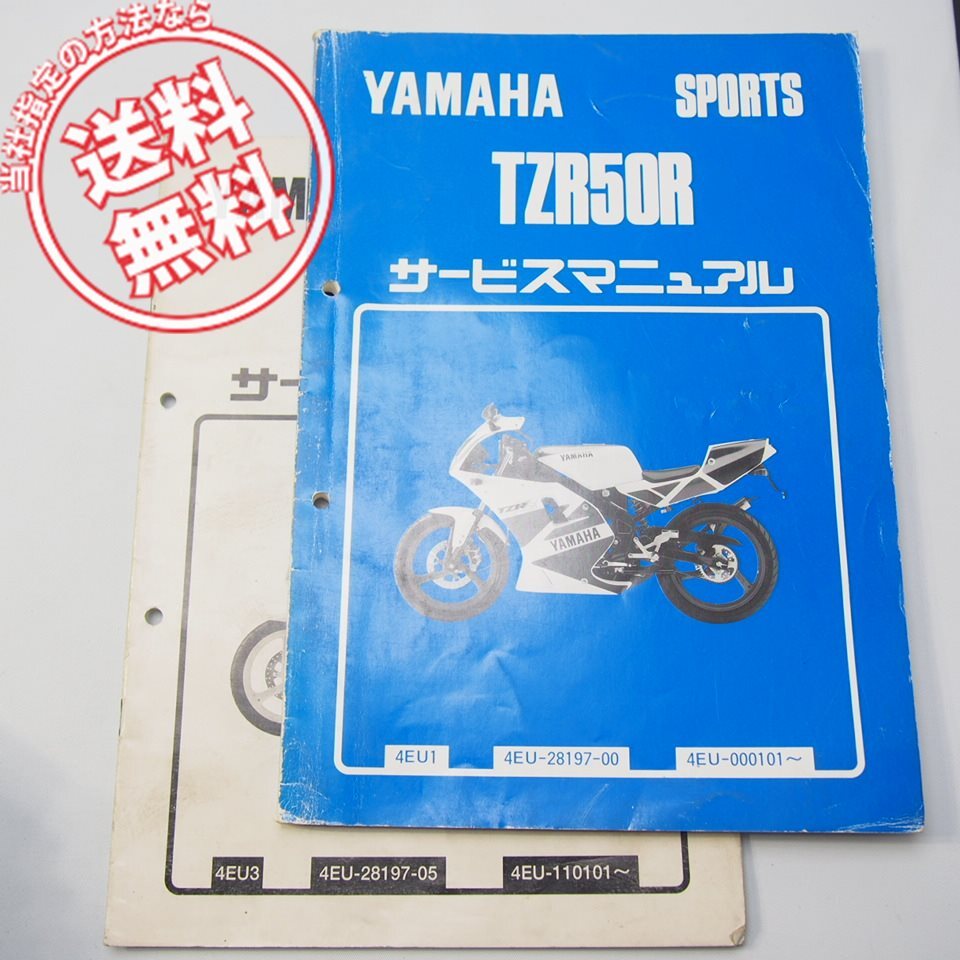 当社指定の方法なら
送料
無料
YAMAHA SPORTS
TZR50R
サービスマニュアル
YAMAHA
TZR
YAMAHA
4EU1 4EU-28197-00 4EU-000101～
サー
4EU3 4EU-28197-05 4EU-110101～